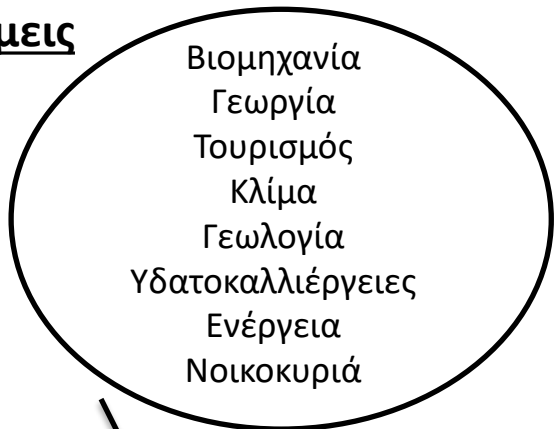 μεις
Βιομηχανία
Γεωργία
Τουρισμός
Κλίμα
Γεωλογία
Υδατοκαλλιέργειες
Ενέργεια
Νοικοκυριά